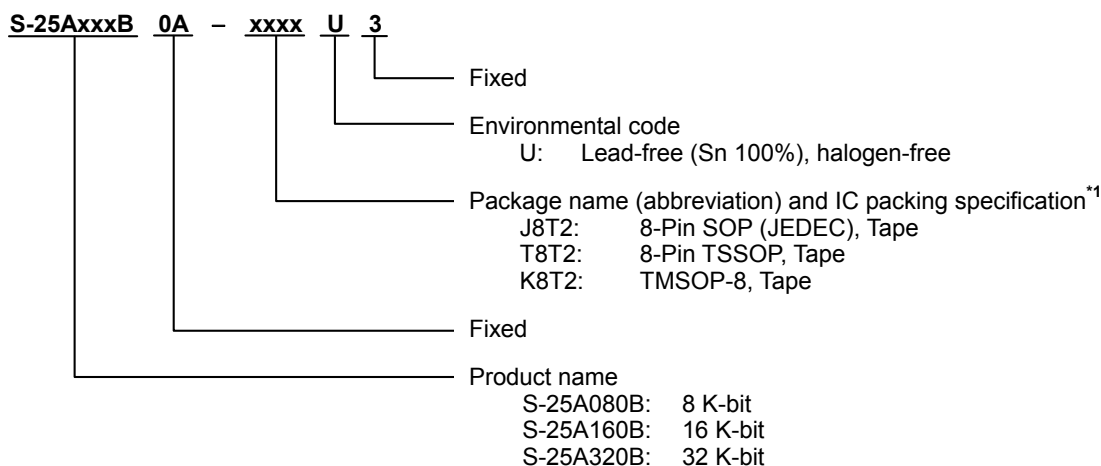 S-25AxxxB 0A – xxxx U 3
Fixed
Environmental code
U: Lead-free (Sn 100%), halogen-free
Package name (abbreviation) and IC packing specification*1
J8T2: 8-Pin SOP (JEDEC), Tape
T8T2: 8-Pin TSSOP, Tape
K8T2: TMSOP-8, Tape
Fixed
Product name
S-25A080B: 8 K-bit
S-25A160B: 16 K-bit
S-25A320B: 32 K-bit